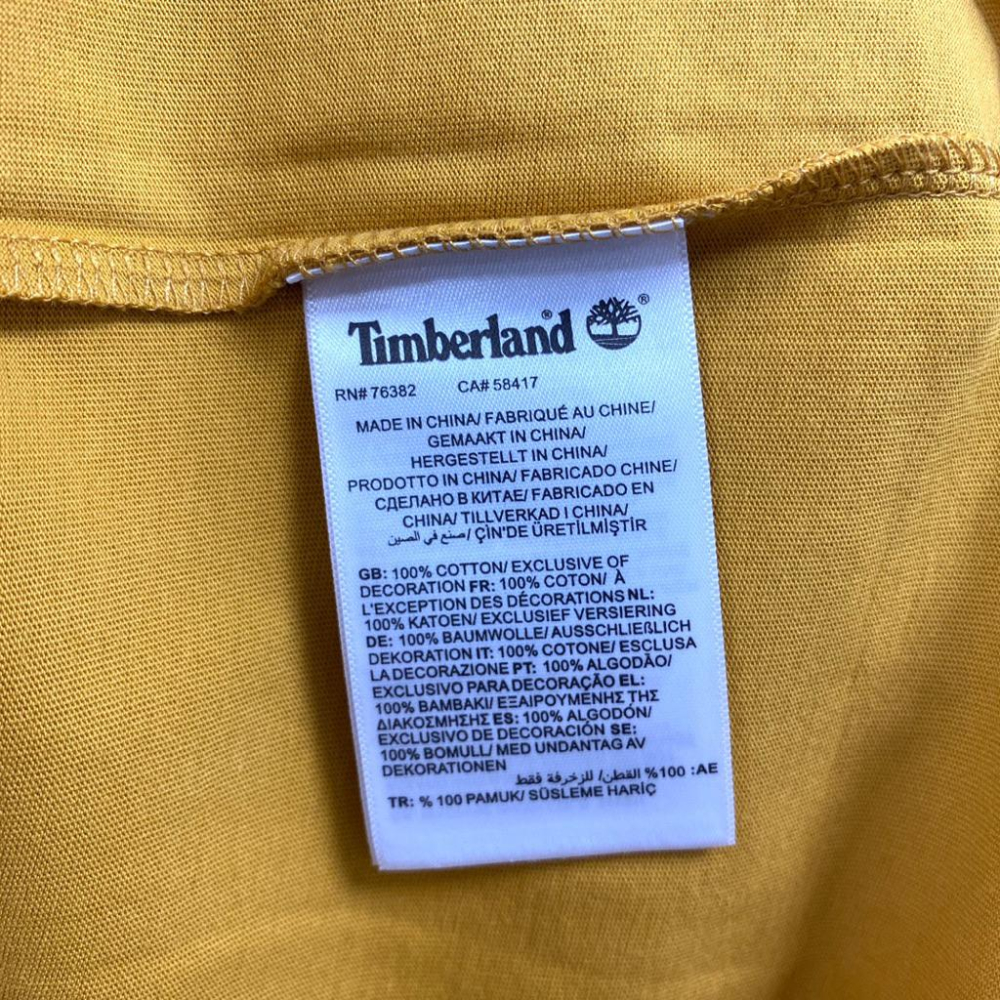 Timberland®
®
RN# 76382 CA# 58417
MADE IN CHINA/ FABRIQUÉ AU CHINE/
GEMAAKT IN CHINA/
HERGESTELLT IN CHINA/
PRODOTTO IN CHINA/ FABRICADO CHINE/
СДЕЛАНО В КИТАЕ/ FABRICADO EN
CHINA/ TILLVERKAD I CHINA/
صنع في الصين/ ÇİN'DE ÜRETİLMİŞTİR
GB: 100% COTTON/ EXCLUSIVE OF
DECORATION FR: 100% COTON/ À
L'EXCEPTION DES DÉCORATIONS NL:
100% KATOEN/ EXCLUSIEF VERSIERING
DE: 100% BAUMWOLLE/ AUSSCHLIEßLICH
DEKORATION IT: 100% COTONE/ ESCLUSA
LA DECORAZIONE PT: 100% ALGODÃO/
EXCLUSIVO PARA DECORAÇÃO EL:
100% ΒΑΜΒΑΚΙ/ ΕΞΑΙΡΟΥΜΕΝΗΣ ΤΗΣ
ΔΙΑΚΟΣΜΗΣΗΣ ES: 100% ALGODÓN/
EXCLUSIVO DE DECORACIÓN SE:
100% BOMULL/ MED UNDANTAG AV
DEKORATIONEN
AE: 100% القطن/ للزخرفة فقط
TR: % 100 PAMUK/ SÜSLEME HARİÇ